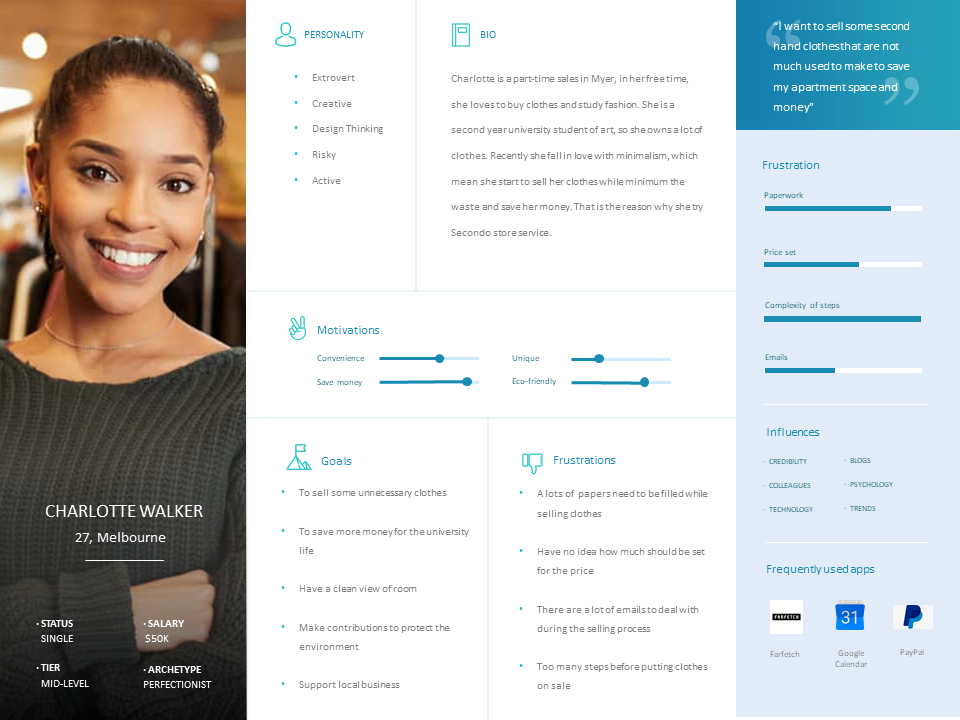 CHARLOTTE WALKER
27, Melbourne
· STATUS
SINGLE
· SALARY
$50K
· TIER
MID-LEVEL
· ARCHETYPE
PERFECTIONIST
PERSONALITY
• Extrovert
• Creative
• Design Thinking
• Risky
• Active
BIO
Charlotte is a part-time sales in Myer, in her free time,
she loves to buy clothes and study fashion. She is a
second year university student of art, so she owns a lot of
clothes. Recently she fall in love with minimalism, which
mean she start to sell her clothes while minimum the
waste and save her money. That is the reason why she try
Secondo store service.
Motivations
Convenience
Save money
Unique
Eco-friendly
Goals
• To sell some unnecessary clothes
• To save more money for the university
life
• Have a clean view of room
• Make contributions to protect the
environment
• Support local business
Frustrations
• A lots of papers need to be filled while
selling clothes
• Have no idea how much should be set
for the price
• There are a lot of emails to deal with
during the selling process
• Too many steps before putting clothes
on sale
“I want to sell some second
hand clothesthat are not
much used to make to save
my apartment space and
money”
Frustration
Paperwork
Price set
Complexity of steps
Emails
Influences
· CREDIBILITY
· COLLEAGUES
· TECHNOLOGY
· BLOGS
· PSYCHOLOGY
· TRENDS
Frequently used apps
FARFETCH
31
Farfetch
Google
Calendar
PayPal